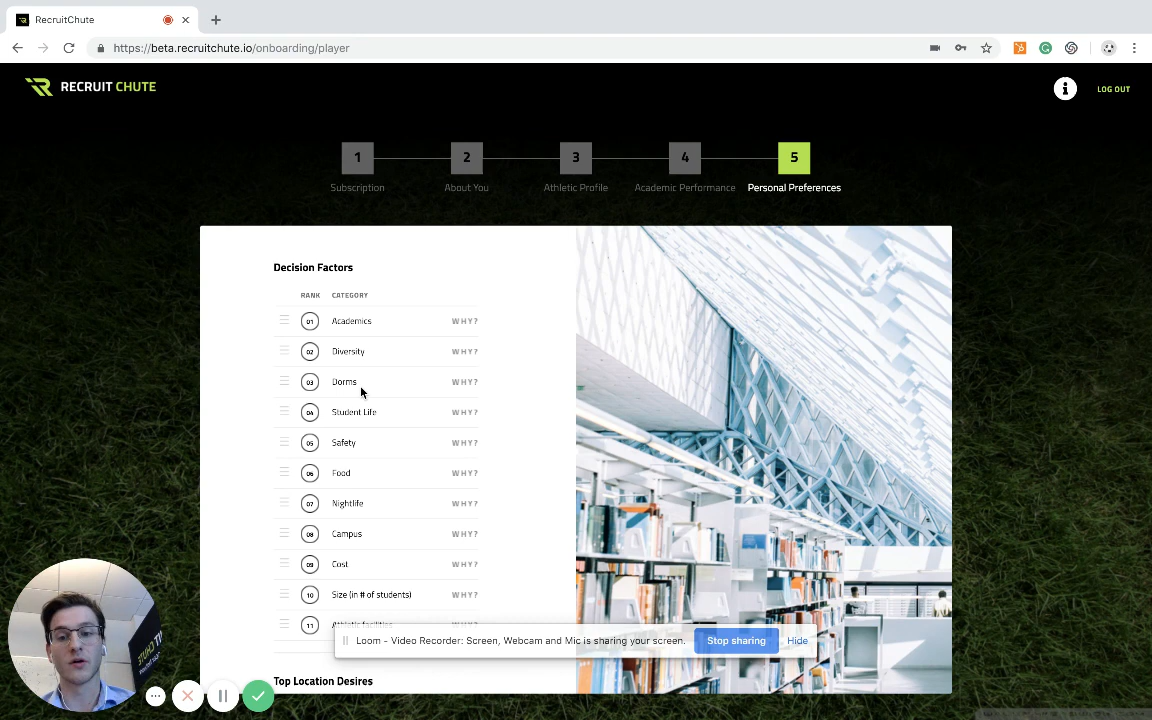 RecruitChute
https://beta.recruitchute.io/onboarding/player
RECRUIT CHUTE
LOG OUT
1
2
3
4
5
Subscription
About You
Athletic Profile
Academic Performance
Personal Preferences
Decision Factors
RANK CATEGORY
01 Academics WHY?
02 Diversity WHY?
03 Dorms WHY?
04 Student Life WHY?
05 Safety WHY?
06 Food WHY?
07 Nightlife WHY?
08 Campus WHY?
09 Cost WHY?
10 Size (in # of students) WHY?
11 Athletic facilities
Loom - Video Recorder: Screen, Webcam and Mic is sharing your screen. Stop sharing Hide
Top Location Desires